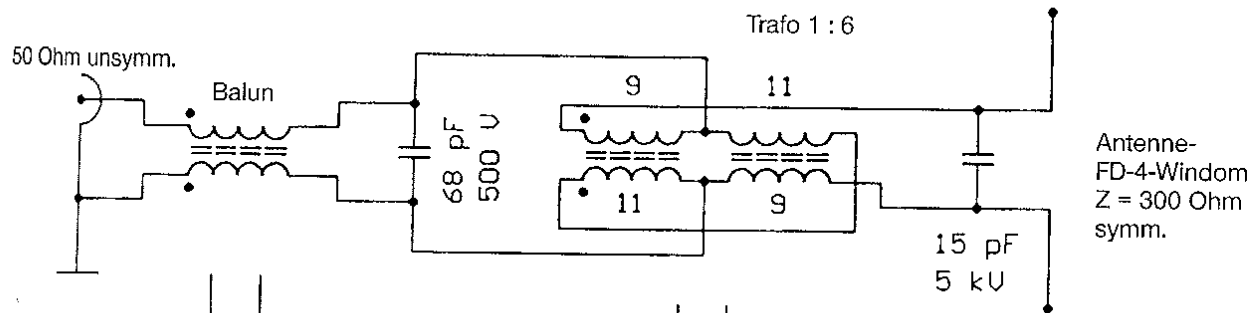 Trafo 1 : 6
50 Ohm unsymm.
Balun
9
11
68 pF
500 V
11
9
Antenne-
FD-4-Windom
Z = 300 Ohm
symm.
15 pF
5 kV